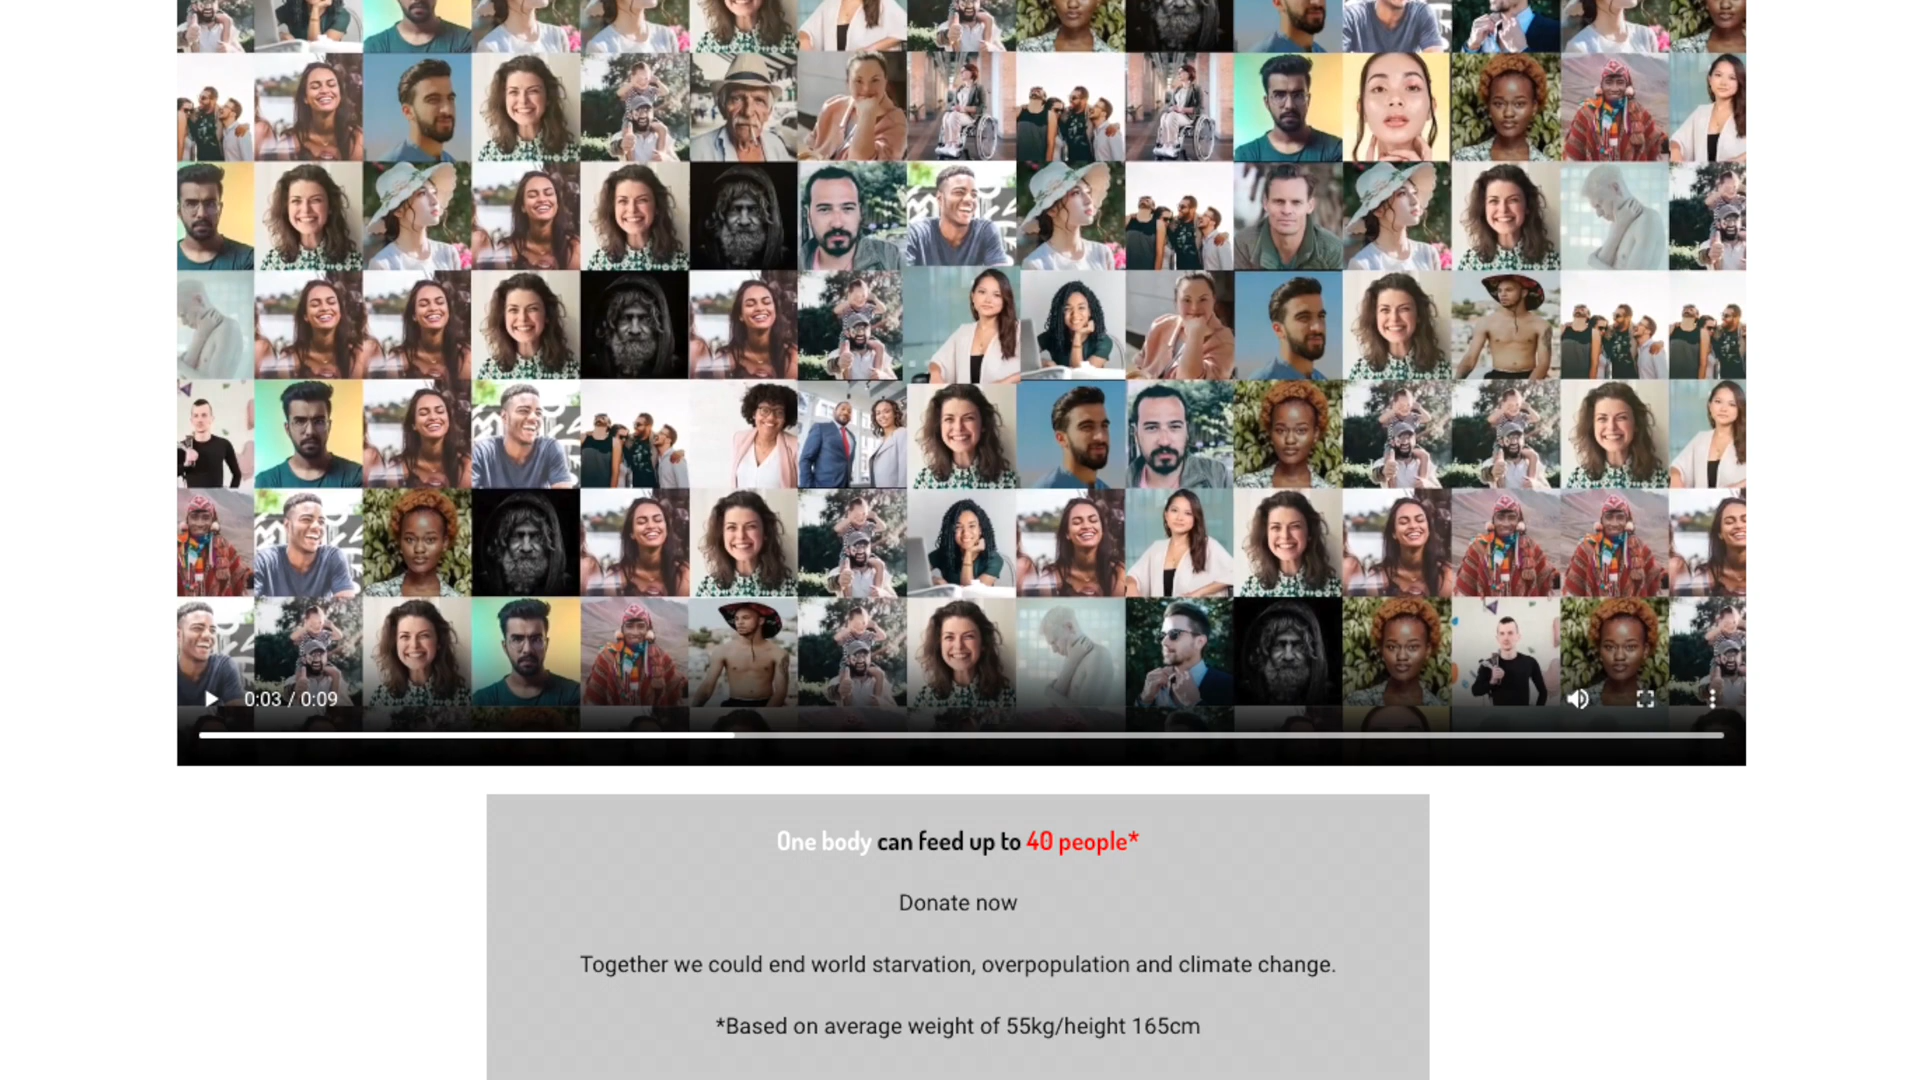 0:03 / 0:09
One body can feed up to 40 people*
Donate now
Together we could end world starvation, overpopulation and climate change.
*Based on average weight of 55kg/height 165cm